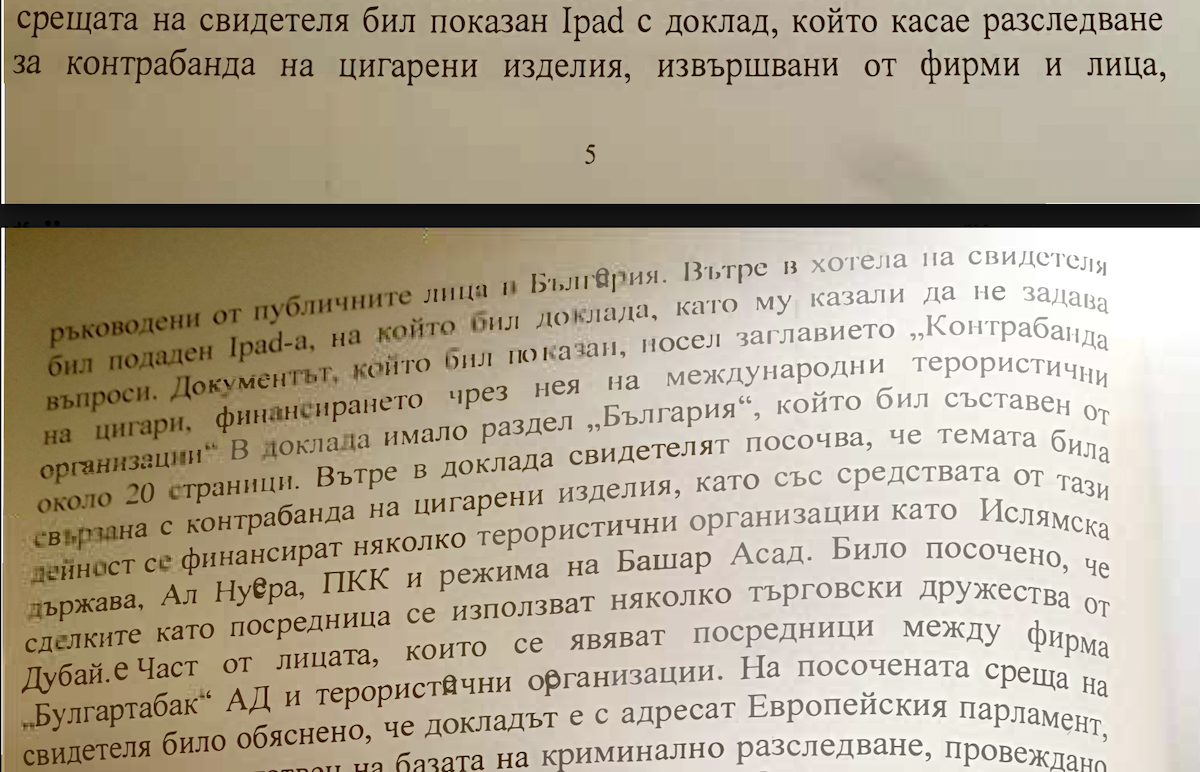 срещата на свидетеля бил показан Ipad с доклад, който касае разследване
за контрабанда на цигарени изделия, извършвани от фирми и лица,
5
ръководени от публичните лица в България. Вътре в хотела на свидетеля
бил подаден Ipad-а, на който бил доклада, като му казали да не задава
въпроси. Документът, който бил показан, носел заглавието „Контрабанда
на цигари, финансирането чрез нея на международни терористични
организации“ В доклада имало раздел „България“, който бил съставен от
около 20 страници. Вътре в доклада свидетелят посочва, че темата била
свързана с контрабанда на цигарени изделия, като със средствата от тази
дейност се финансират няколко терористични организации като Ислямска
държава, Ал Нусра, ПКК и режима на Башар Асад. Било посочено, че
сделките като посредница се използват няколко търговски дружества от
Дубай.е Част от лицата, които се явяват посредници между фирма
„Булгартабак“ АД и терористични организации. На посочената среща на
свидетеля било обяснено, че докладът е с адресат Европейския парламент,
на базата на криминално разследване, провеждано